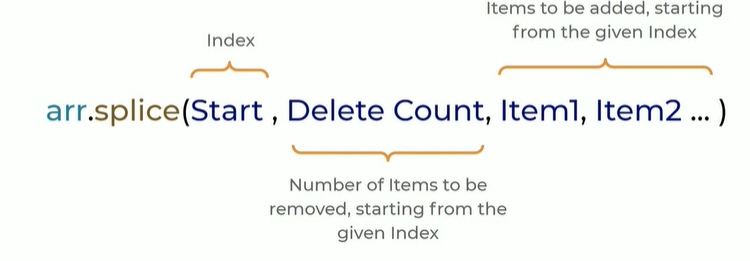 Items to be added, starting
from the given Index
Index
arr.splice(Start , Delete Count, Item1, Item2 ... )
Number of Items to be
removed, starting from the
given Index